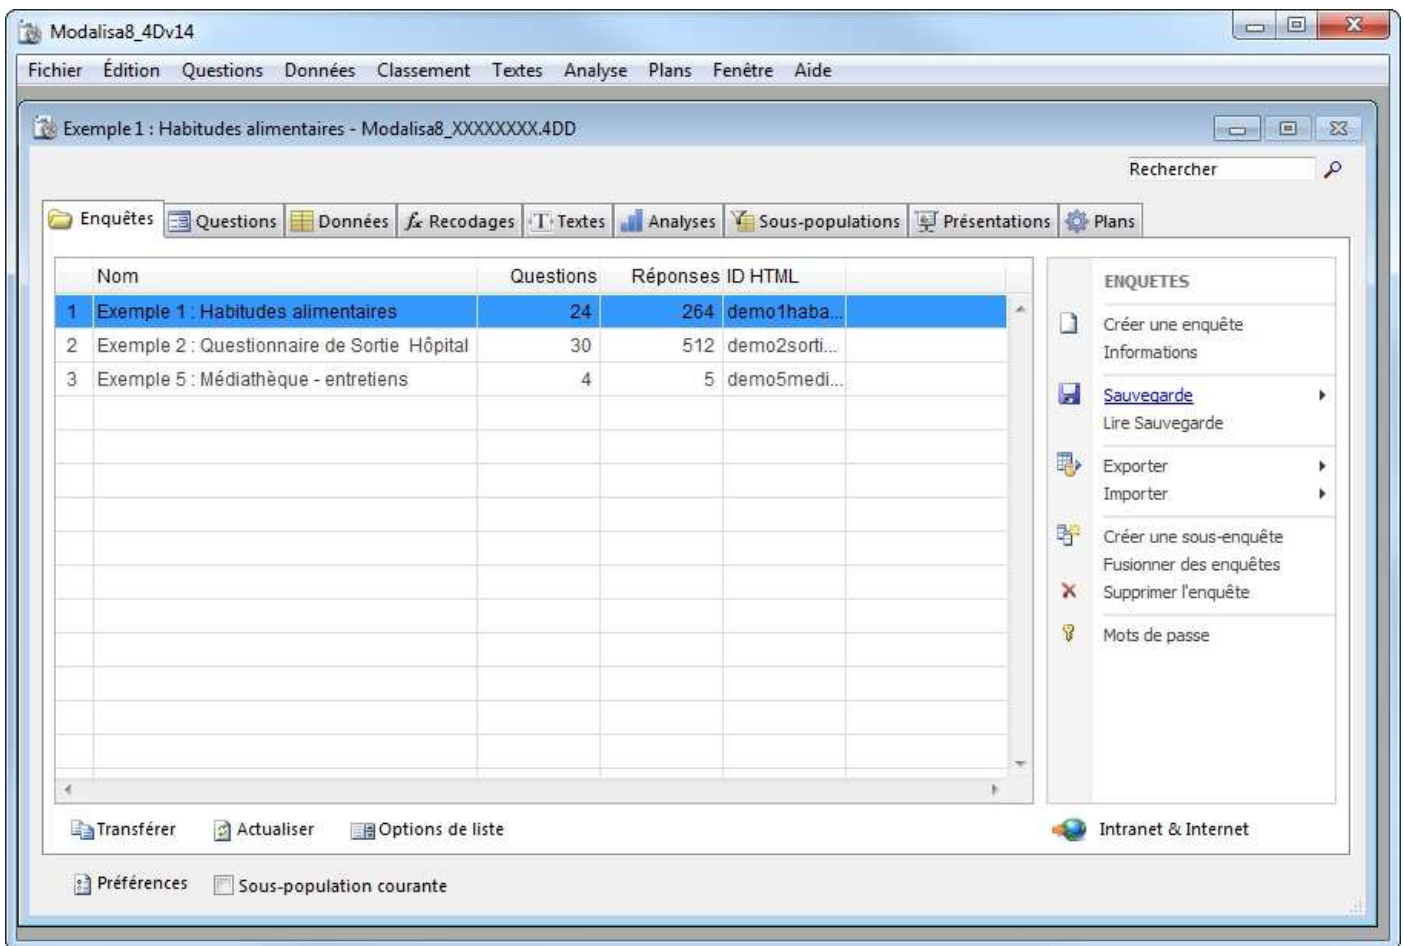 Modalisa8_4Dv14
Fichier Édition Questions Données Classement Textes Analyse Plans Fenêtre Aide
Exemple 1 : Habitudes alimentaires - Modalisa8_XXXXXXXX.4DD
Rechercher
Enquêtes Questions Données fx Recodages T Textes Analyses Sous-populations Présentations Plans
Nom Questions Réponses ID HTML
1 Exemple 1 : Habitudes alimentaires 24 264 demo1haba...
2 Exemple 2 : Questionnaire de Sortie Hôpital 30 512 demo2sorti...
3 Exemple 5 : Médiathèque - entretiens 4 5 demo5medi...
ENQUETES
Créer une enquête
Informations
Sauvegarde
Lire Sauvegarde
Exporter
Importer
Créer une sous-enquête
Fusionner des enquêtes
Supprimer l'enquête
Mots de passe
Transférer Actualiser Options de liste Intranet & Internet
Préférences Sous-population courante